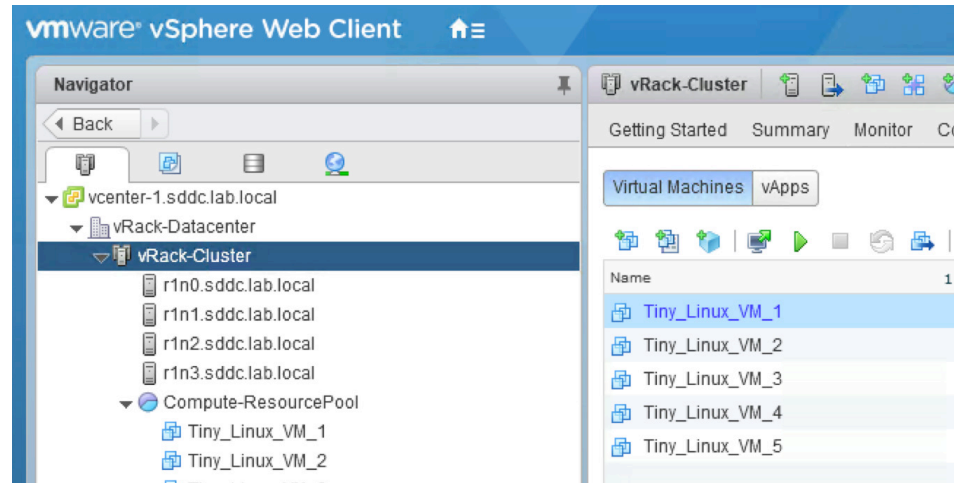 vmware® vSphere Web Client
Navigator
Back
vcenter-1.sddc.lab.local
vRack-Datacenter
vRack-Cluster
r1n0.sddc.lab.local
r1n1.sddc.lab.local
r1n2.sddc.lab.local
r1n3.sddc.lab.local
Compute-ResourcePool
Tiny_Linux_VM_1
Tiny_Linux_VM_2
vRack-Cluster
Getting Started Summary Monitor
Virtual Machines vApps
Name 1
Tiny_Linux_VM_1
Tiny_Linux_VM_2
Tiny_Linux_VM_3
Tiny_Linux_VM_4
Tiny_Linux_VM_5